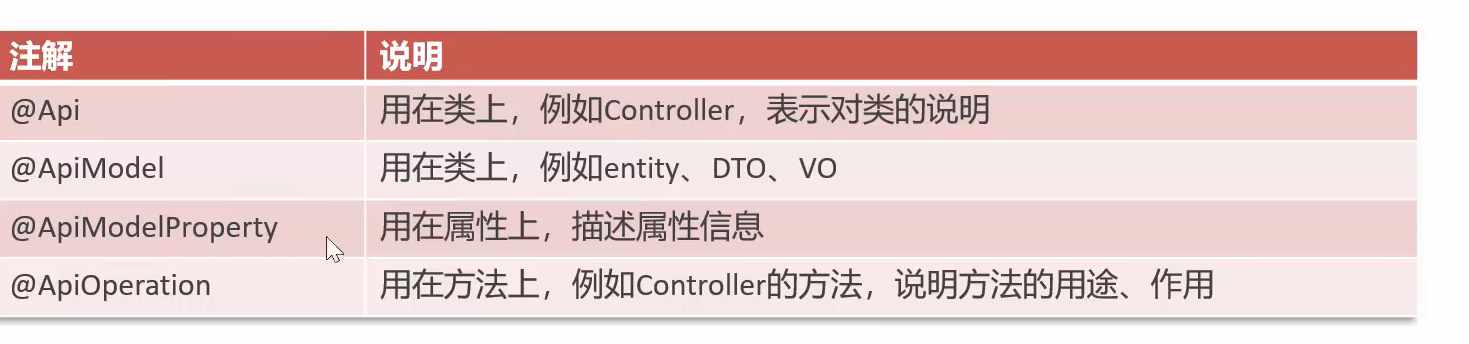 注解 说明
@Api 用在类上，例如Controller，表示对类的说明
@ApiModel 用在类上，例如entity、DTO、VO
@ApiModelProperty 用在属性上，描述属性信息
@ApiOperation 用在方法上，例如Controller的方法，说明方法的用途、作用